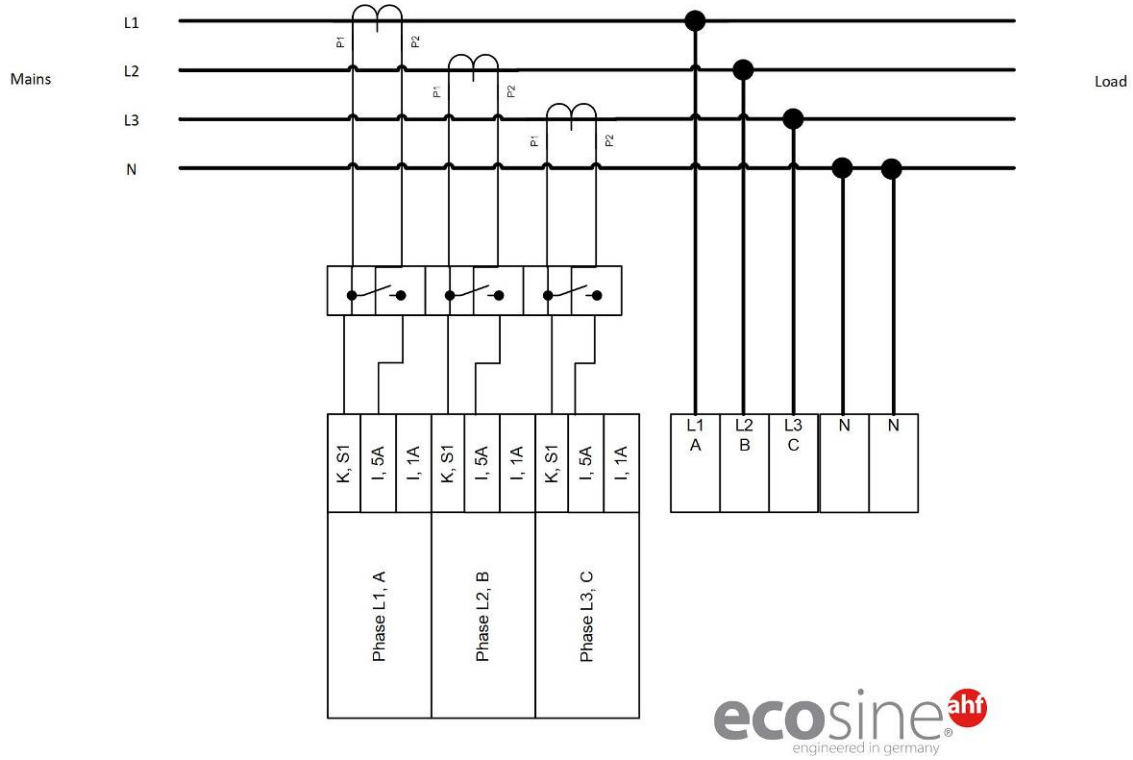 L1
P1
P2
L2
Mains
P1
P2
Load
L3
P1
P2
N
K, S1
I, 5A
I, 1A
K, S1
I, 5A
I, 1A
K, S1
I, 5A
I, 1A
L1
A
L2
B
L3
C
N
N
Phase L1, A
Phase L2, B
Phase L3, C
ecosine®
ahf
engineered in germany